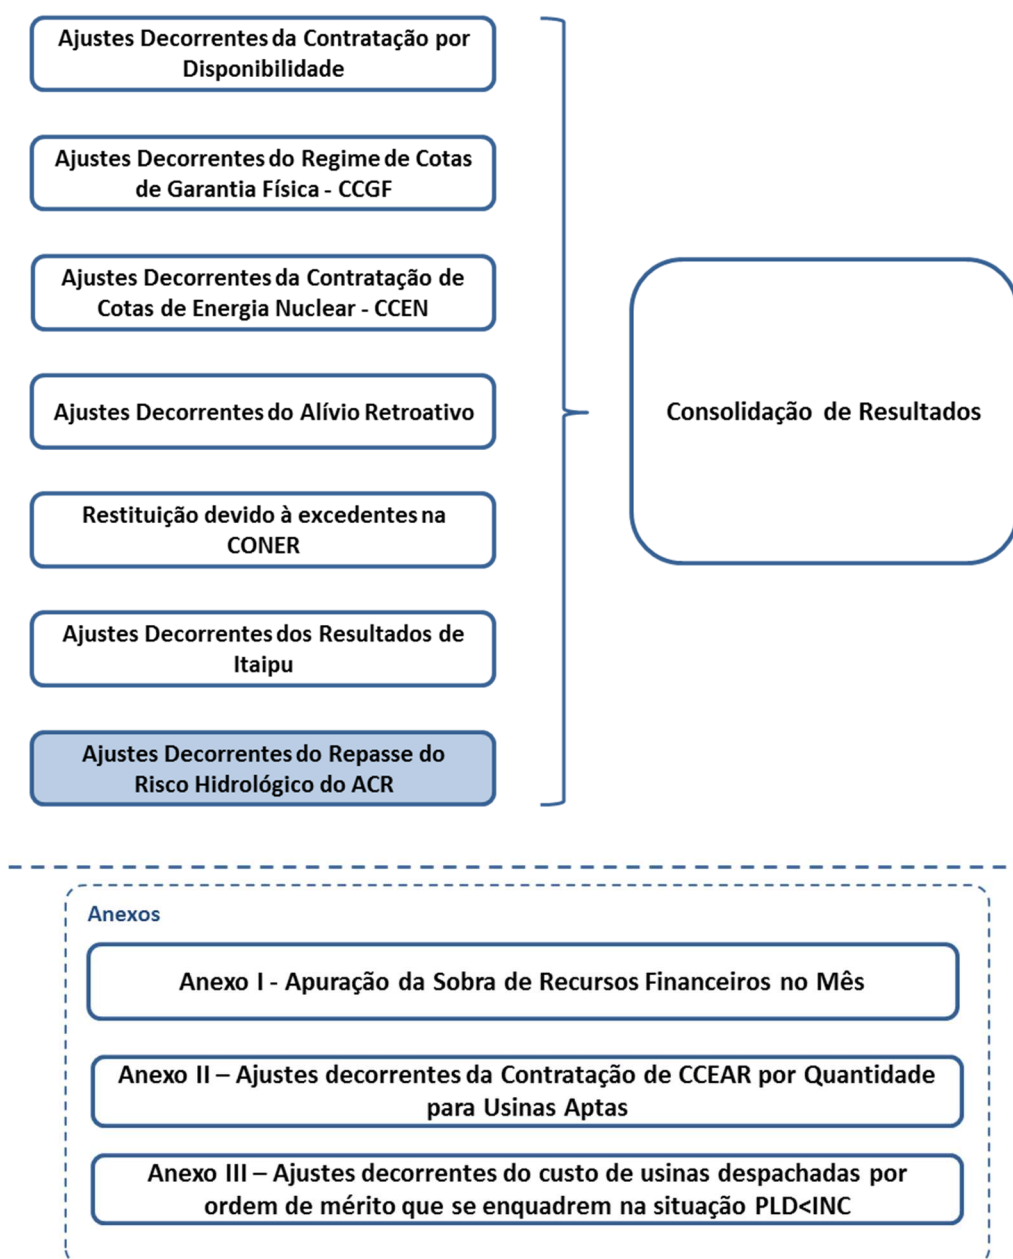 Ajustes Decorrentes da Contratação por
Disponibilidade
Ajustes Decorrentes do Regime de Cotas
de Garantia Física - CCGF
Ajustes Decorrentes da Contratação de
Cotas de Energia Nuclear - CCEN
Ajustes Decorrentes do Alívio Retroativo
Restituição devido à excedentes na
CONER
Ajustes Decorrentes dos Resultados de
Itaipu
Ajustes Decorrentes do Repasse do
Risco Hidrológico do ACR
Consolidação de Resultados
Anexos
Anexo I - Apuração da Sobra de Recursos Financeiros no Mês
Anexo II – Ajustes decorrentes da Contratação de CCEAR por Quantidade
para Usinas Aptas
Anexo III – Ajustes decorrentes do custo de usinas despachadas por
ordem de mérito que se enquadrem na situação PLD<INC